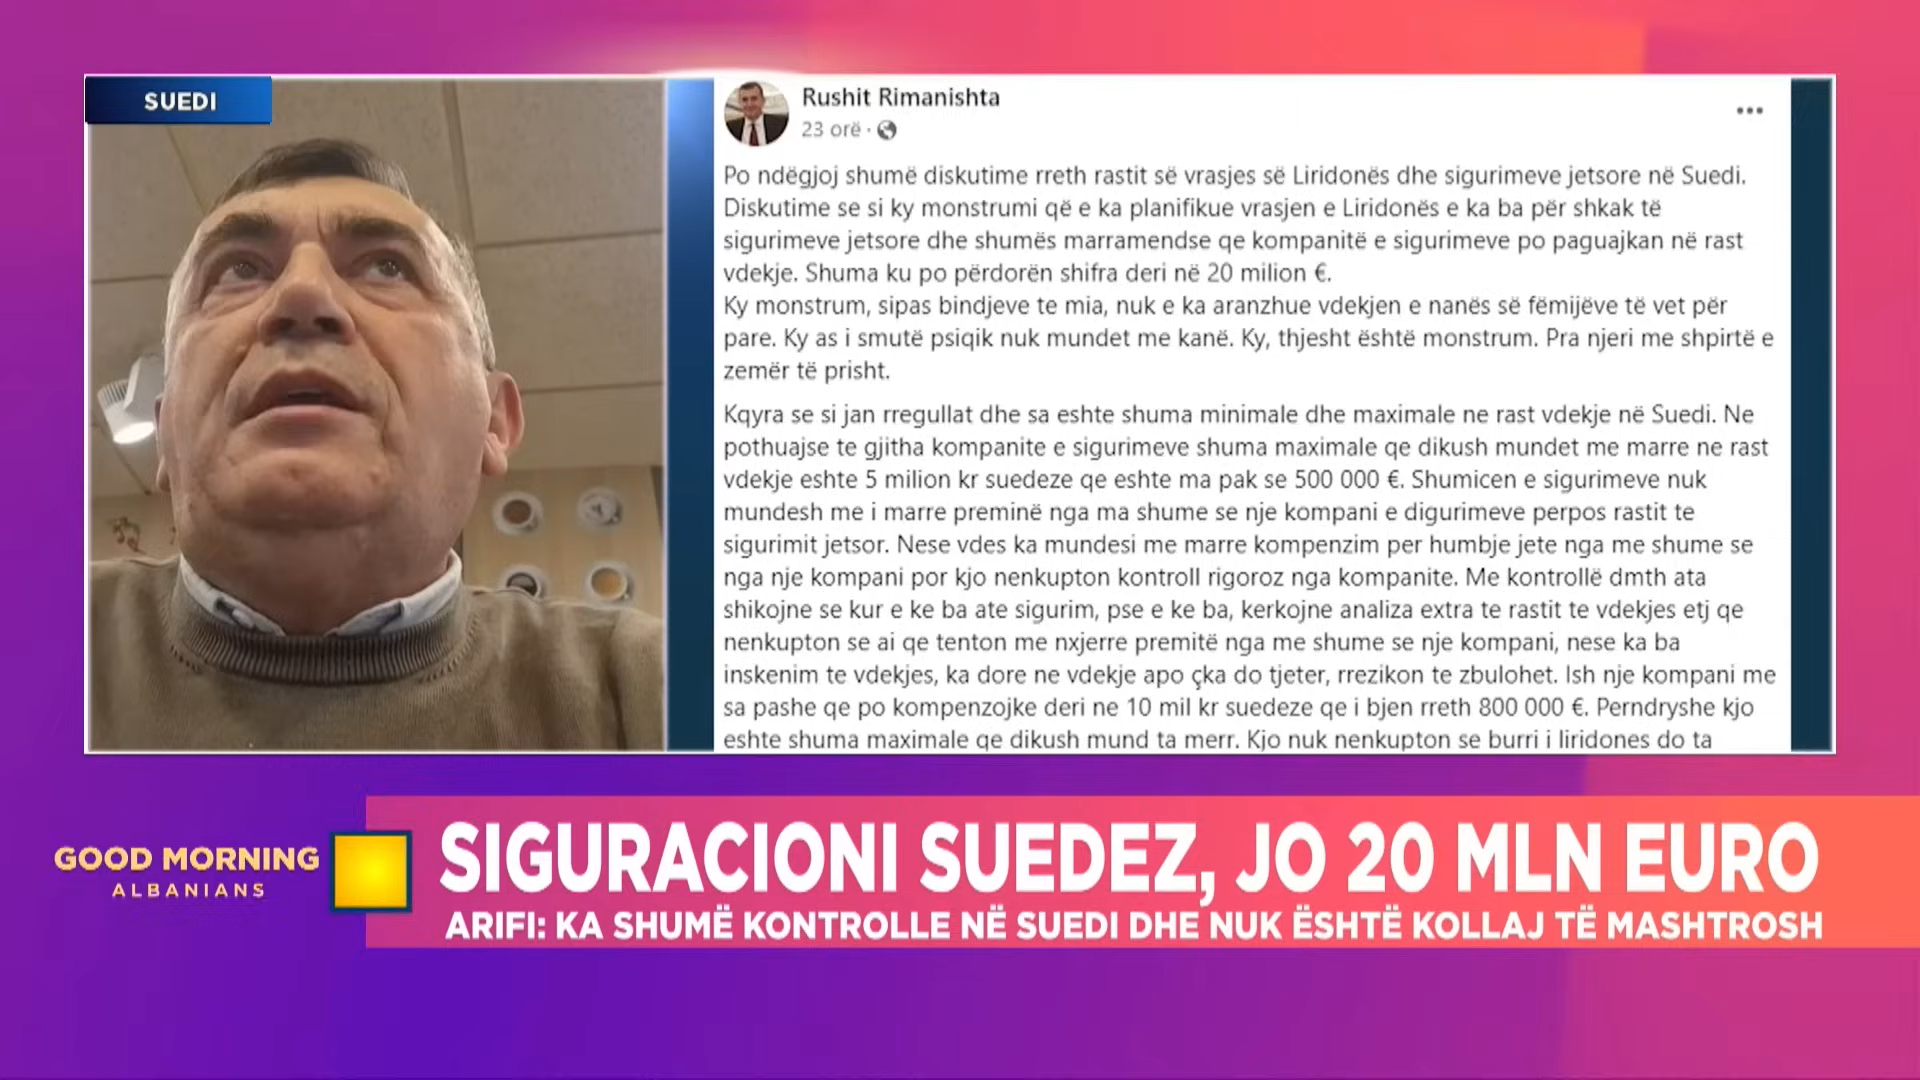 SUEDI
Rushit Rimanishta
23 orë ·
Po ndëgjoj shumë diskutime rreth rastit së vrasjes së Liridonës dhe sigurimeve jetsore në Suedi.
Diskutime se si ky monstrumi që e ka planifikue vrasjen e Liridonës e ka ba për shkak të
sigurimeve jetsore dhe shumës marramendse qe kompanitë e sigurimeve po paguajkan në rast
vdekje. Shuma ku po përdorën shifra deri në 20 milion €.
Ky monstrum, sipas bindjeve te mia, nuk e ka aranzhue vdekjen e nanës së fëmijëve të vet për
pare. Ky as i smutë psiqik nuk mundet me kanë. Ky, thjesht është monstrum. Pra njeri me shpirtë e
zemër të prisht.
Kqyra se si jan rregullat dhe sa eshte shuma minimale dhe maximale ne rast vdekje në Suedi. Ne
pothuajse te gjitha kompanite e sigurimeve shuma maximale qe dikush mundet me marre ne rast
vdekje eshte 5 milion kr suedeze qe eshte ma pak se 500 000 €. Shumicen e sigurimeve nuk
mundesh me i marre preminë nga ma shume se nje kompani e digurimeve perpos rastit te
sigurimit jetsor. Nese vdes ka mundesi me marre kompenzim per humbje jete nga me shume se
nga nje kompani por kjo nenkupton kontroll rigoroz nga kompanite. Me kontrollë dmth ata
shikojne se kur e ke ba ate sigurim, pse e ke ba, kerkojne analiza extra te rastit te vdekjes etj qe
nenkupton se ai qe tenton me nxjerre premitë nga me shume se nje kompani, nese ka ba
inskenim te vdekjes, ka dore ne vdekje apo çka do tjeter, rrezikon te zbulohet. Ish nje kompani me
sa pashe qe po kompenzojke deri ne 10 mil kr suedeze qe i bjen rreth 800 000 €. Perndryshe kjo
eshte shuma maximale qe dikush mund ta merr. Kjo nuk nenkupton se burri i liridones do ta
GOOD MORNING
ALBANIANS
SIGURACIONI SUEDEZ, JO 20 MLN EURO
ARIFI: KA SHUMË KONTROLLE NË SUEDI DHE NUK ËSHTË KOLLAJ TË MASHTROSH